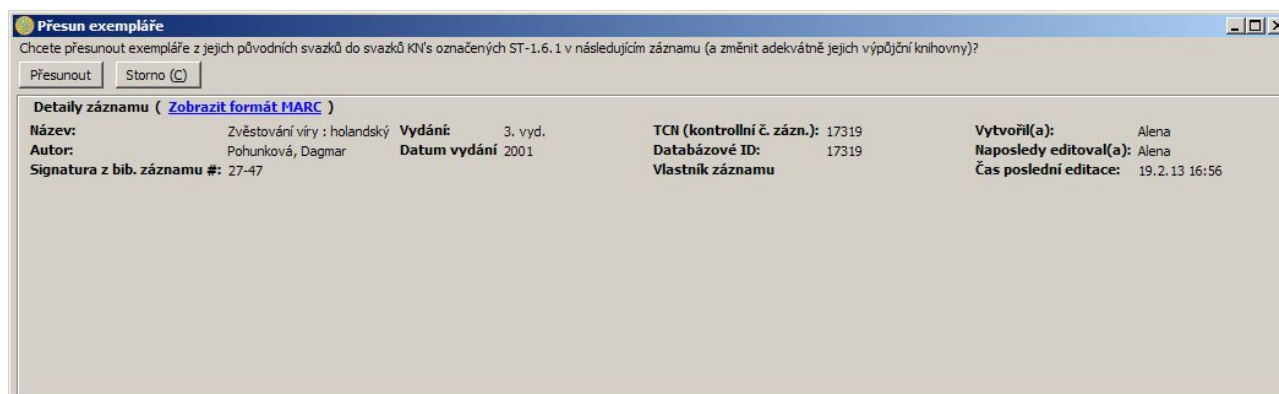 Přesun exempláře
Chcete přesunout exempláře z jejich původních svazků do svazků KN's označených ST-1.6.1 v následujícím záznamu (a změnit adekvátně jejich výpůjční knihovny)?
Přesunout Storno (C)
Detaily záznamu ( Zobrazit formát MARC )
Název: Zvěstování víry : holandský Vydání: 3. vyd. TCN (kontrollní č. zázn.): 17319 Vytvořil(a): Alena
Autor: Pohunková, Dagmar Datum vydání 2001 Databázové ID: 17319 Naposledy editoval(a): Alena
Signatura z bib. záznamu #: 27-47 Vlastník záznamu Čas poslední editace: 19.2.13 16:56